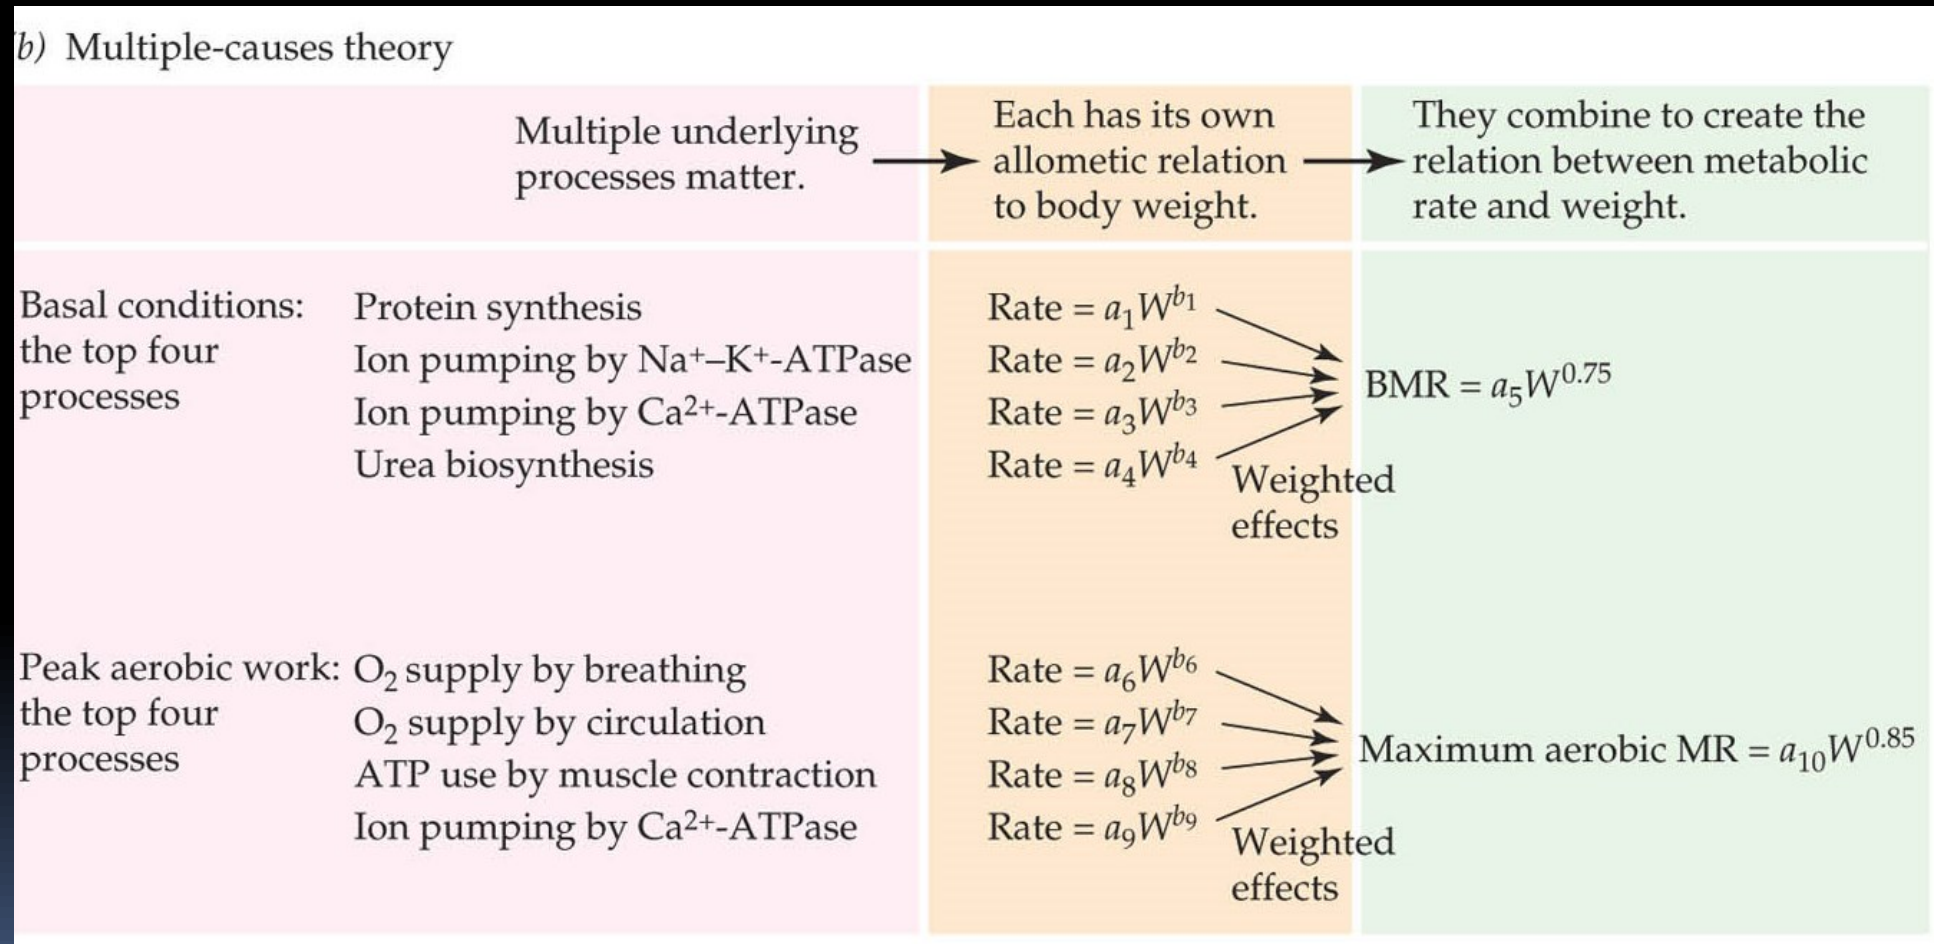 b) Multiple-causes theory
Multiple underlying
processes matter.
Each has its own
allometic relation
to body weight.
They combine to create the
relation between metabolic
rate and weight.
Basal conditions:
the top four
processes
Protein synthesis
Ion pumping by Na⁺–K⁺-ATPase
Ion pumping by Ca²⁺-ATPase
Urea biosynthesis
Rate = a₁W^b₁
Rate = a₂W^b₂
Rate = a₃W^b₃
Rate = a₄W^b₄
Weighted
effects
BMR = a₅W^0.75
Peak aerobic work:
the top four
processes
O₂ supply by breathing
O₂ supply by circulation
ATP use by muscle contraction
Ion pumping by Ca²⁺-ATPase
Rate = a₆W^b₆
Rate = a₇W^b₇
Rate = a₈W^b₈
Rate = a₉W^b₉
Weighted
effects
Maximum aerobic MR = a₁₀W^0.85